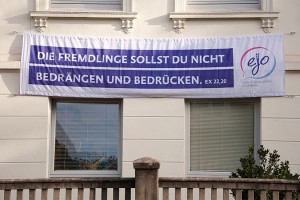 DIE FREMDLINGE SOLLST DU NICHT
BEDRÄNGEN UND BEDRÜCKEN. EX 22,20
ejo